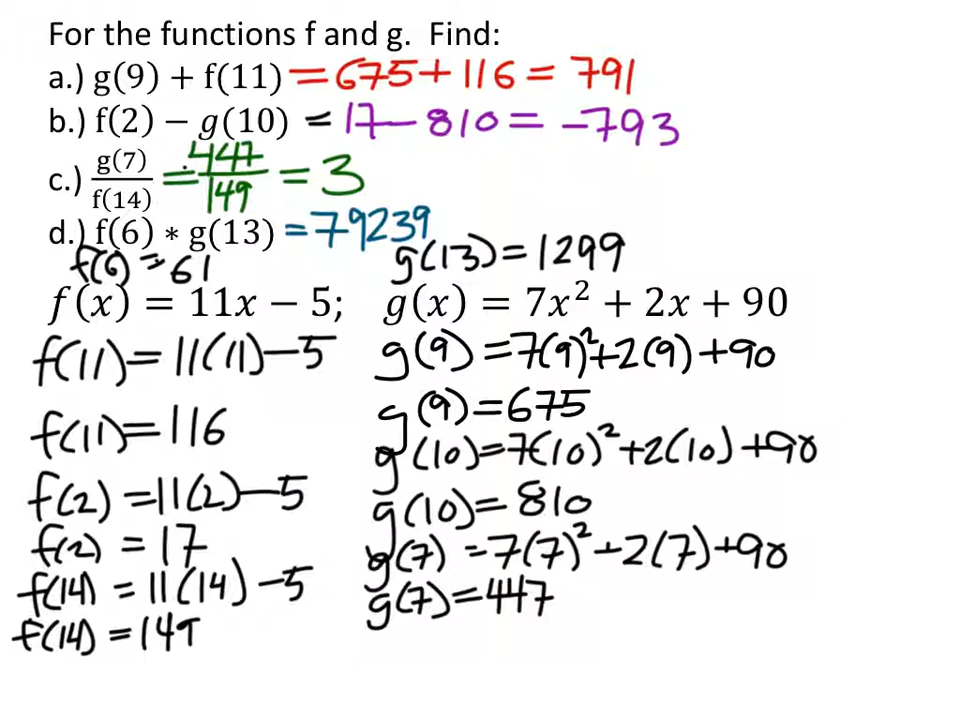 For the functions f and g. Find:
a.) g(9) + f(11) = 675 + 116 = 791
b.) f(2) − g(10) = 17 − 810 = −793
c.) g(7)/f(14) = 447/149 = 3
d.) f(6) ∗ g(13) = 79239
f(6) = 61 g(13) = 1299
f(x) = 11x − 5; g(x) = 7x² + 2x + 90
f(11) = 11(11) − 5 g(9) = 7(9)² + 2(9) + 90
f(11) = 116 g(9) = 675
g(10) = 7(10)² + 2(10) + 90
f(2) = 11(2) − 5 g(10) = 810
f(2) = 17 g(7) = 7(7)² + 2(7) + 90
f(14) = 11(14) − 5 g(7) = 447
f(14) = 149